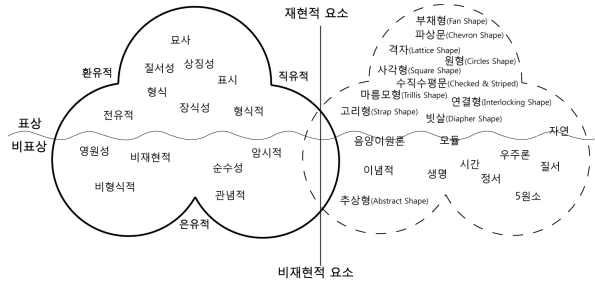 재현적 요소
부채형(Fan Shape)
파상문(Chevron Shape)
묘사
격자(Lattice Shape)
원형(Circles Shape)
질서성 상징성
환유적
표시
직유적
사각형(Square Shape)
수직수평문(Checked & Striped)
형식
마름모형(Trillis Shape)
연결형(Interlocking Shape)
장식성
형식적
전유적
고리형(Strap Shape)
빗살(Diapher Shape)
표상
자연
비표상
음양이원론
모듈
영원성
비재현적
암시적
우주론
순수성
이념적
생명
시간
질서
정서
비형식적
관념적
추상형(Abstract Shape)
5원소
은유적
비재현적 요소